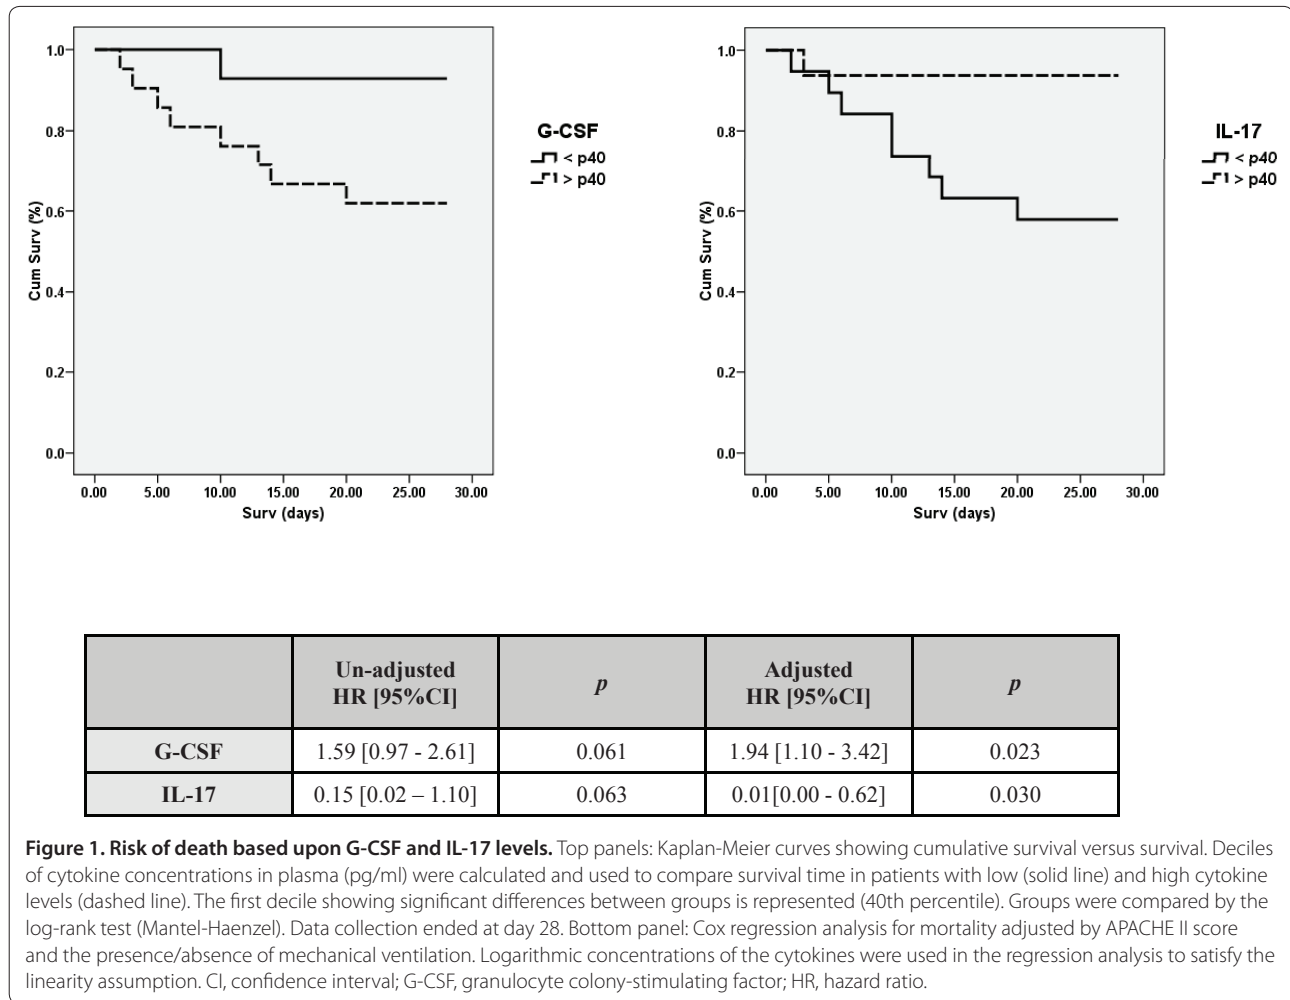 1.0
0.8
0.6
0.4
0.2
0.0
Cum Surv (%)
0.00 5.00 10.00 15.00 20.00 25.00 30.00
Surv (days)
G-CSF
< p40
> p40
1.0
0.8
0.6
0.4
0.2
0.0
Cum Surv (%)
0.00 5.00 10.00 15.00 20.00 25.00 30.00
Surv (days)
IL-17
< p40
> p40
Un-adjusted
HR [95%CI]
p
Adjusted
HR [95%CI]
p
G-CSF 1.59 [0.97 - 2.61] 0.061 1.94 [1.10 - 3.42] 0.023
IL-17 0.15 [0.02 – 1.10] 0.063 0.01[0.00 - 0.62] 0.030
Figure 1. Risk of death based upon G-CSF and IL-17 levels. Top panels: Kaplan-Meier curves showing cumulative survival versus survival. Deciles
of cytokine concentrations in plasma (pg/ml) were calculated and used to compare survival time in patients with low (solid line) and high cytokine
levels (dashed line). The first decile showing significant differences between groups is represented (40th percentile). Groups were compared by the
log-rank test (Mantel-Haenzel). Data collection ended at day 28. Bottom panel: Cox regression analysis for mortality adjusted by APACHE II score
and the presence/absence of mechanical ventilation. Logarithmic concentrations of the cytokines were used in the regression analysis to satisfy the
linearity assumption. CI, confidence interval; G-CSF, granulocyte colony-stimulating factor; HR, hazard ratio.